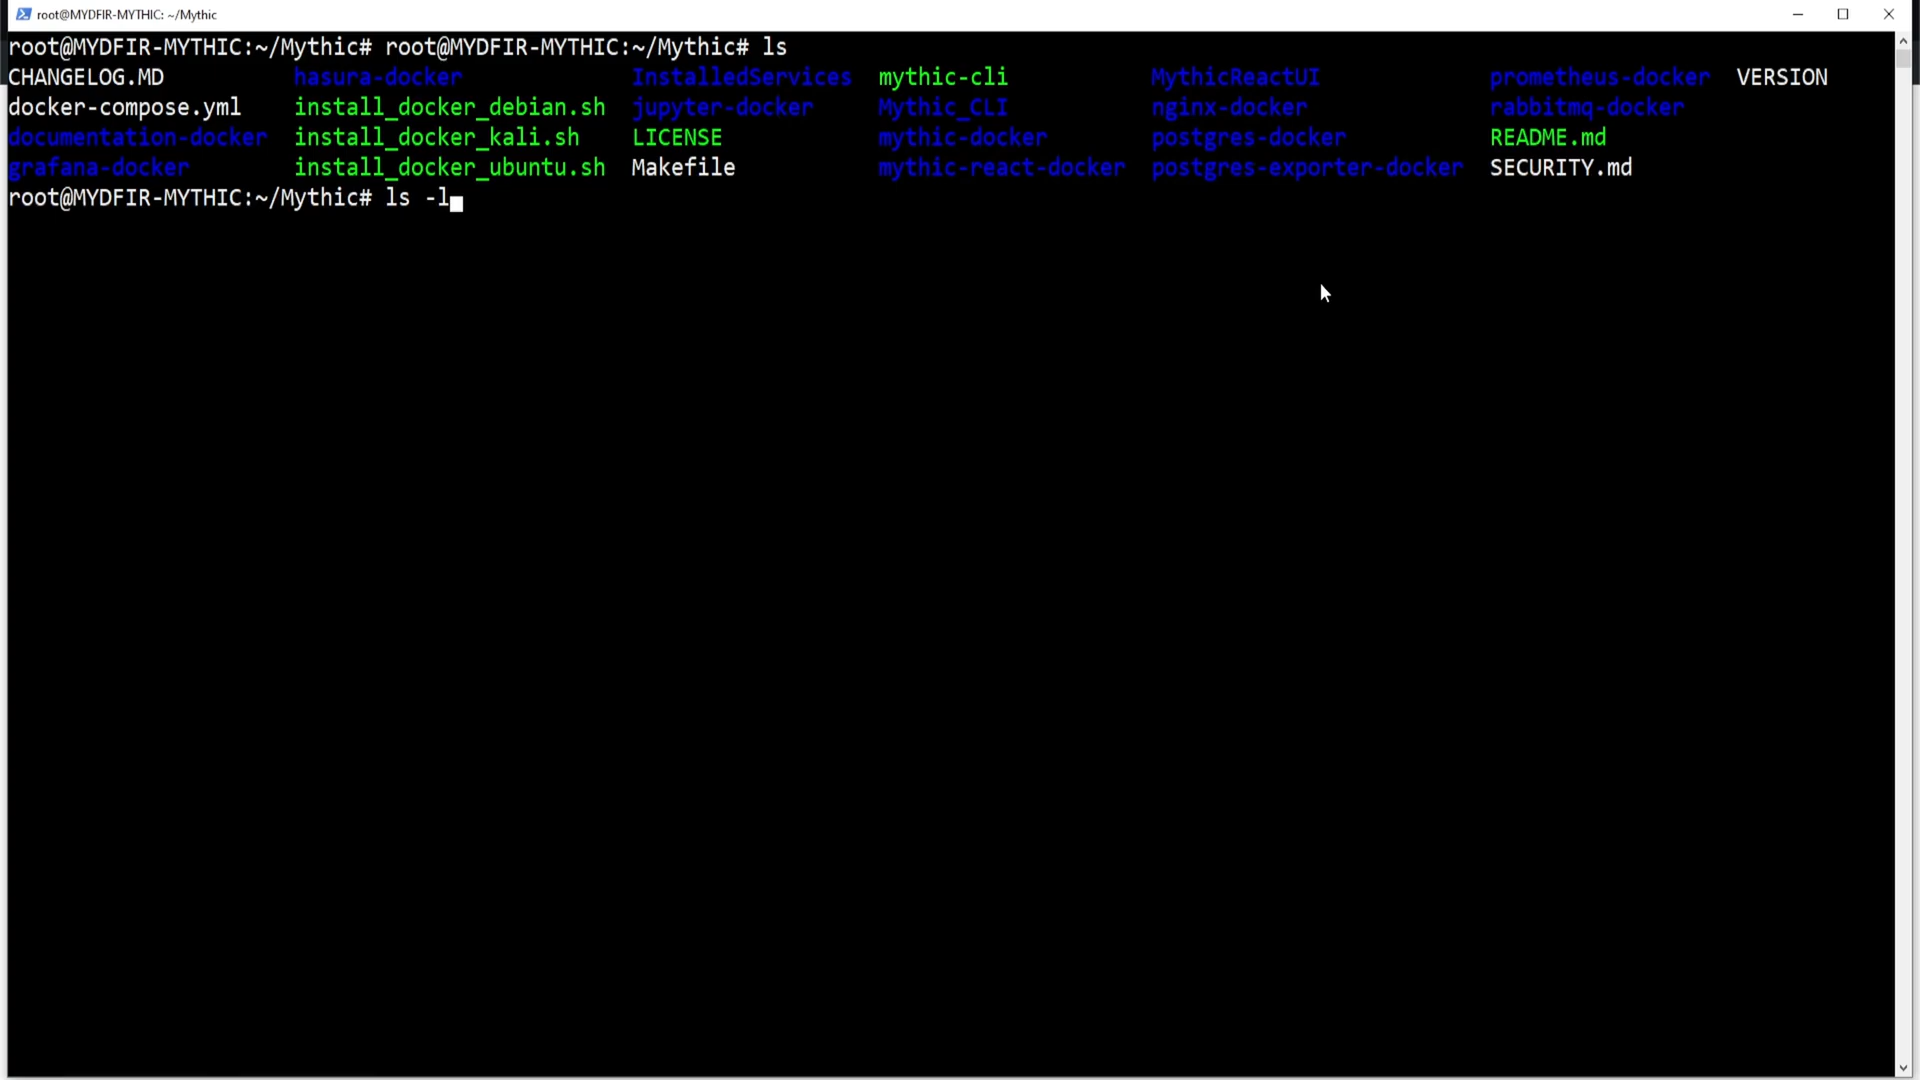 root@MYDFIR-MYTHIC: ~/Mythic
root@MYDFIR-MYTHIC:~/Mythic# root@MYDFIR-MYTHIC:~/Mythic# ls
CHANGELOG.MD hasura-docker InstalledServices mythic-cli MythicReactUI prometheus-docker VERSION
docker-compose.yml install_docker_debian.sh jupyter-docker Mythic_CLI nginx-docker rabbitmq-docker
documentation-docker install_docker_kali.sh LICENSE mythic-docker postgres-docker README.md
grafana-docker install_docker_ubuntu.sh Makefile mythic-react-docker postgres-exporter-docker SECURITY.md
root@MYDFIR-MYTHIC:~/Mythic# ls -l